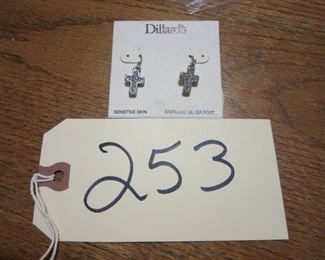 Dillard's
SENSITIVE SKIN STERLING SILVER POST
253